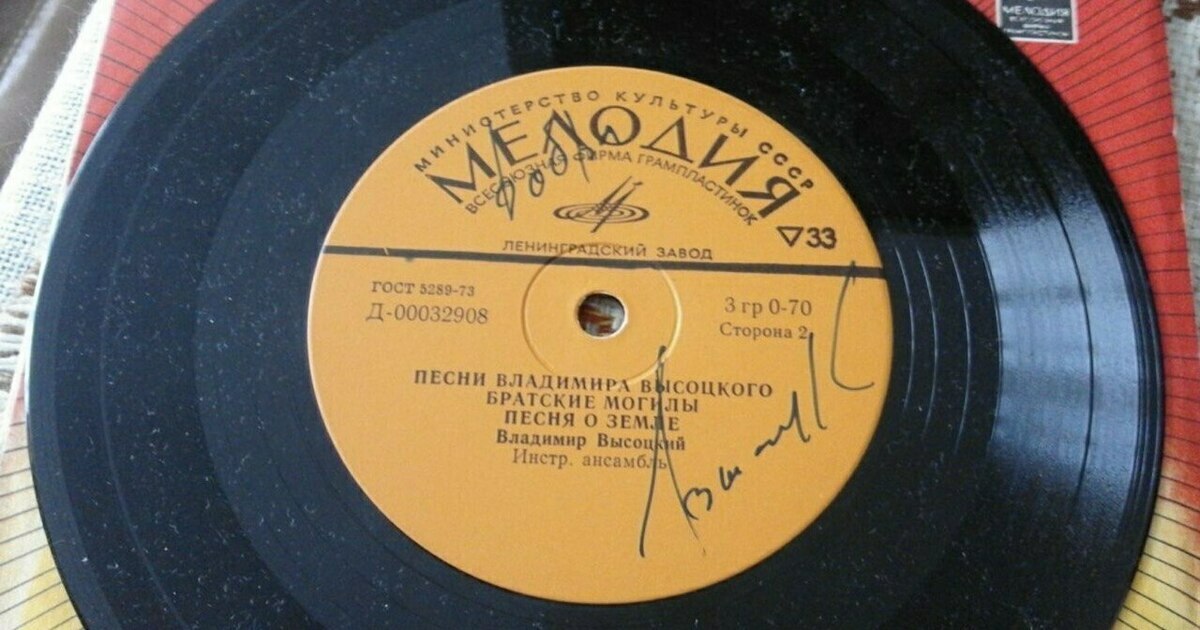 МИНИСТЕРСТВО КУЛЬТУРЫ СССР
МЕЛОДИЯ
ВСЕСОЮЗНАЯ ФИРМА ГРАМПЛАСТИНОК
▽33
ЛЕНИНГРАДСКИЙ ЗАВОД
ГОСТ 5289-73
Д-00032908
3 гр 0-70
Сторона 2
ПЕСНИ ВЛАДИМИРА ВЫСОЦКОГО
БРАТСКИЕ МОГИЛЫ
ПЕСНЯ О ЗЕМЛЕ
Владимир Высоцкий
Инстр. ансамбль
МЕЛОДИЯ